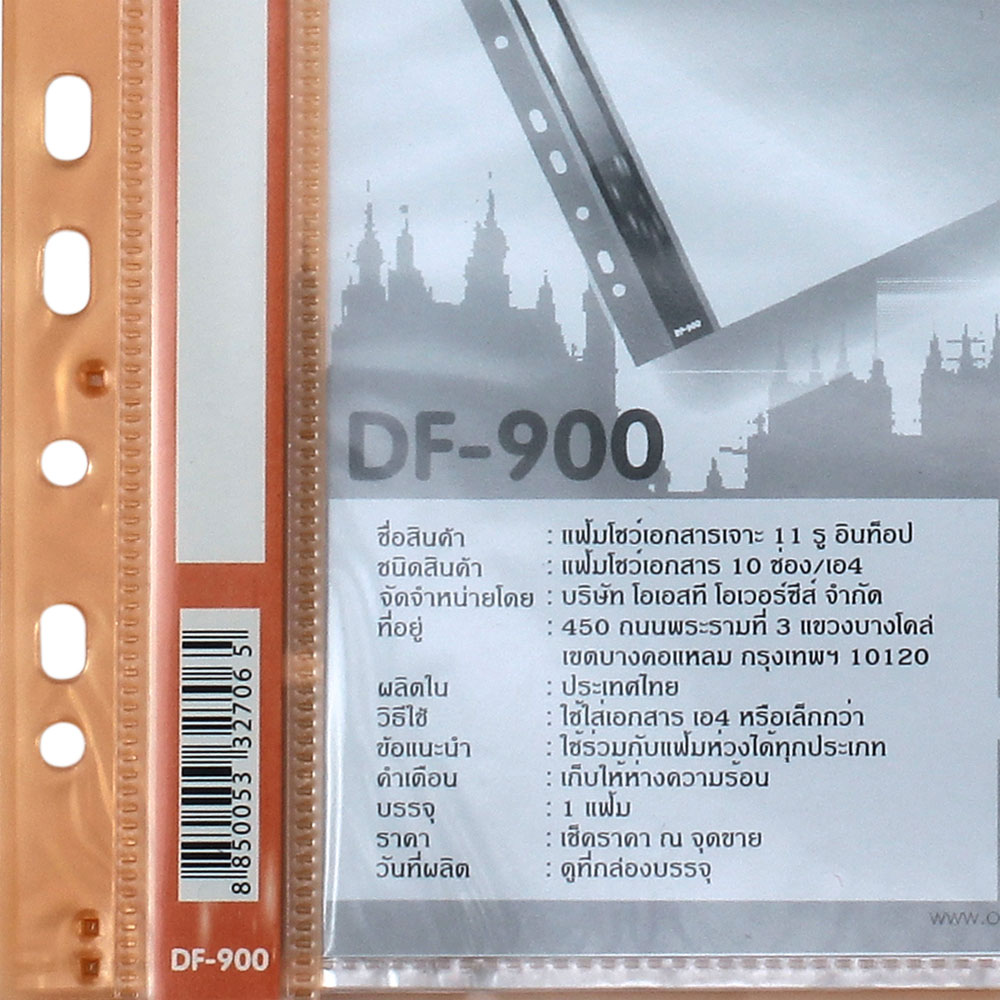 DF-900
DF-900
ชื่อสินค้า : แฟ้มโชว์เอกสารเจาะ 11 รู อินท็อป
ชนิดสินค้า : แฟ้มโชว์เอกสาร 10 ช่อง/เอ4
จัดจำหน่ายโดย : บริษัท โอเอสที โอเวอร์ซีส์ จำกัด
ที่อยู่ : 450 ถนนพระรามที่ 3 แขวงบางโคล่
เขตบางคอแหลม กรุงเทพฯ 10120
ผลิตใน : ประเทศไทย
วิธีใช้ : ใช้ใส่เอกสาร เอ4 หรือเล็กกว่า
ข้อแนะนำ : ใช้ร่วมกับแฟ้มห่วงได้ทุกประเภท
คำเตือน : เก็บให้ห่างความร้อน
บรรจุ : 1 แฟ้ม
ราคา : เช็คราคา ณ จุดขาย
วันที่ผลิต : ดูที่กล่องบรรจุ
8 850053 327065
DF-900